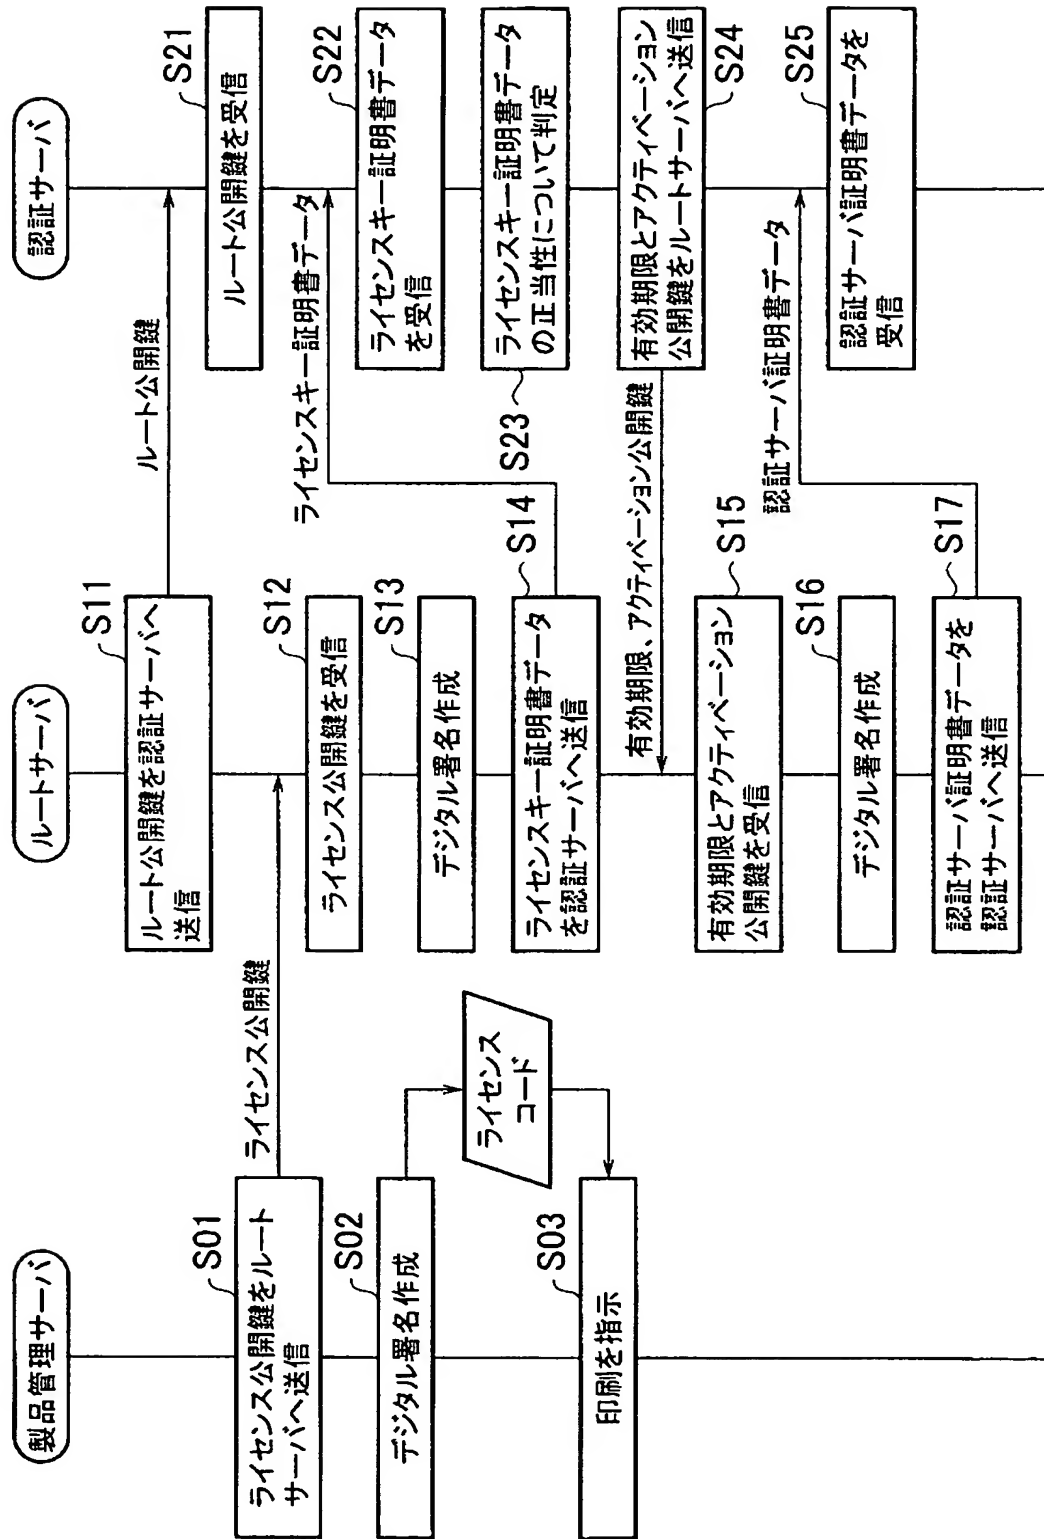 製品管理サーバ
ルートサーバ
認証サーバ
S01
ライセンス公開鍵をルート
サーバへ送信
ライセンス公開鍵
S02
デジタル署名作成
ライセンス
コード
S03
印刷を指示
S11
ルート公開鍵を認証サーバへ
送信
ルート公開鍵
S12
ライセンス公開鍵を受信
S13
デジタル署名作成
S14
ライセンスキー証明書データ
を認証サーバへ送信
ライセンスキー証明書データ
有効期限、アクティベーション公開鍵
S15
有効期限とアクティベーション
公開鍵を受信
S16
デジタル署名作成
S17
認証サーバ証明書データを
認証サーバへ送信
認証サーバ証明書データ
S21
ルート公開鍵を受信
S22
ライセンスキー証明書データ
を受信
S23
ライセンスキー証明書データ
の正当性について判定
S24
有効期限とアクティベーション
公開鍵をルートサーバへ送信
S25
認証サーバ証明書データを
受信